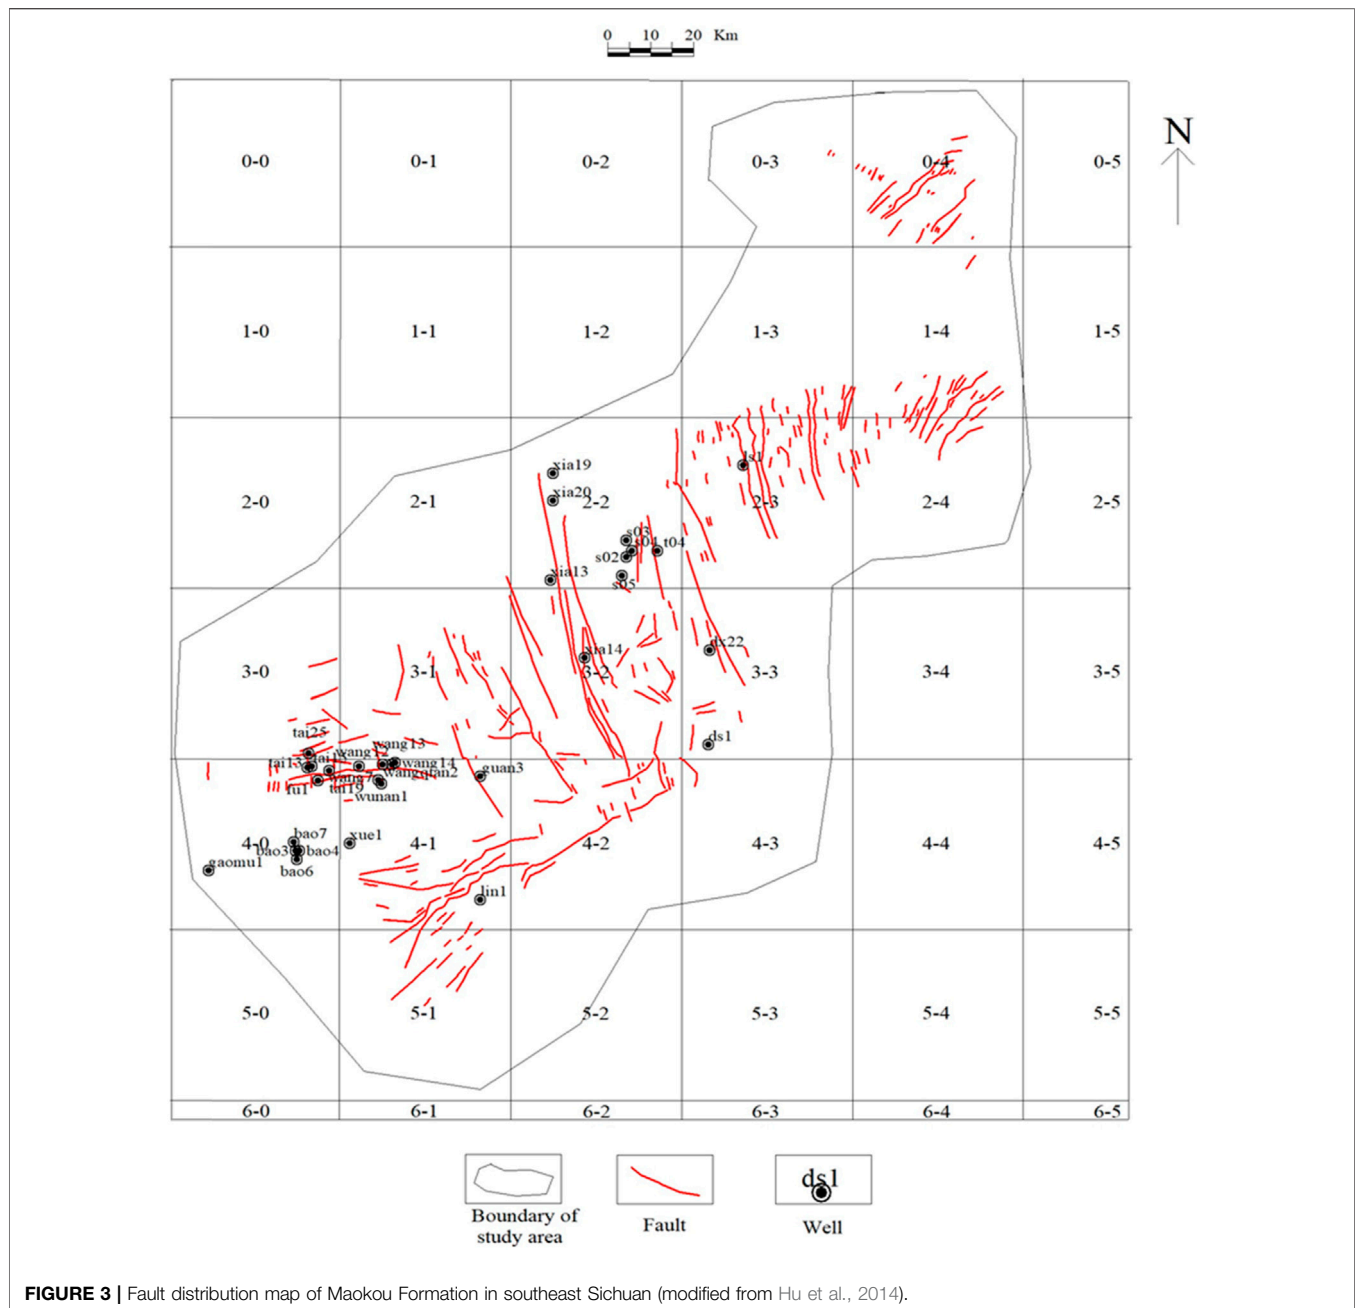 0 10 20 Km
N
0-0 0-1 0-2 0-3 0-4 0-5
1-0 1-1 1-2 1-3 1-4 1-5
xia19
ls1
xia20
2-0 2-1 2-2 2-3 2-4 2-5
s03
s04 t04
s02
xia13
s05
dx22
xia14
3-0 3-1 3-2 3-3 3-4 3-5
tai25
ds1
wang13
wang12
tai13
wang14
guan3
wangqtan2
fu1
tai19
wunan1
bao7
xue1
4-0 4-1 4-2 4-3 4-4 4-5
bao3 bao4
gaomu1
bao6
lin1
5-0 5-1 5-2 5-3 5-4 5-5
6-0 6-1 6-2 6-3 6-4 6-5
ds1
Boundary of
study area
Fault
Well
FIGURE 3 | Fault distribution map of Maokou Formation in southeast Sichuan (modified from Hu et al., 2014).